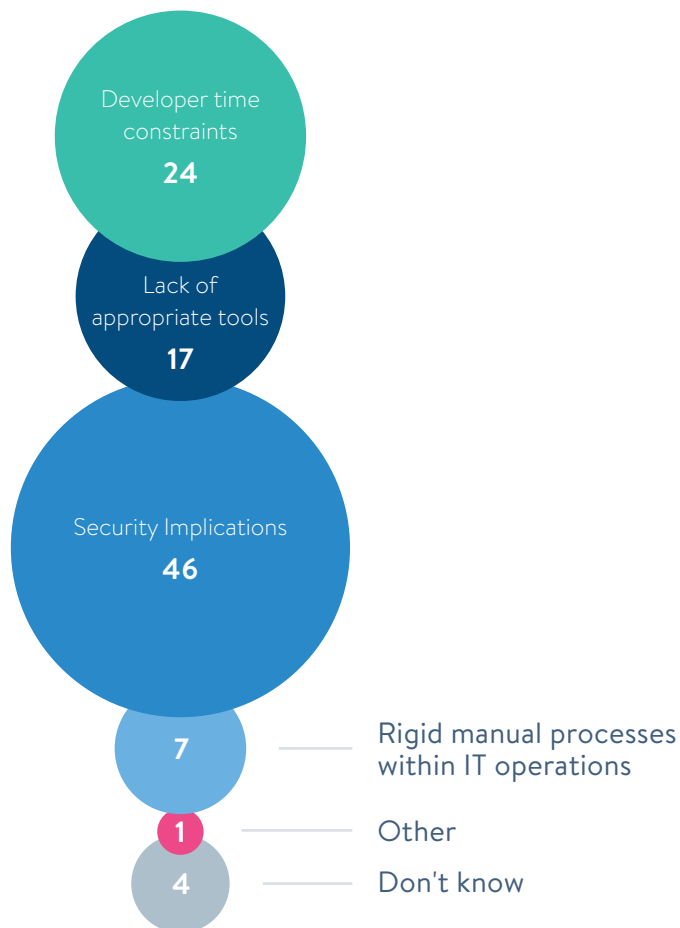 Developer time
constraints
24
Lack of
appropriate tools
17
Security Implications
46
7
Rigid manual processes
within IT operations
1
Other
4
Don't know